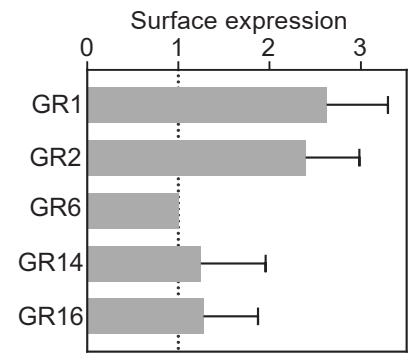 Surface expression
0 1 2 3
GR1
GR2
GR6
GR14
GR16